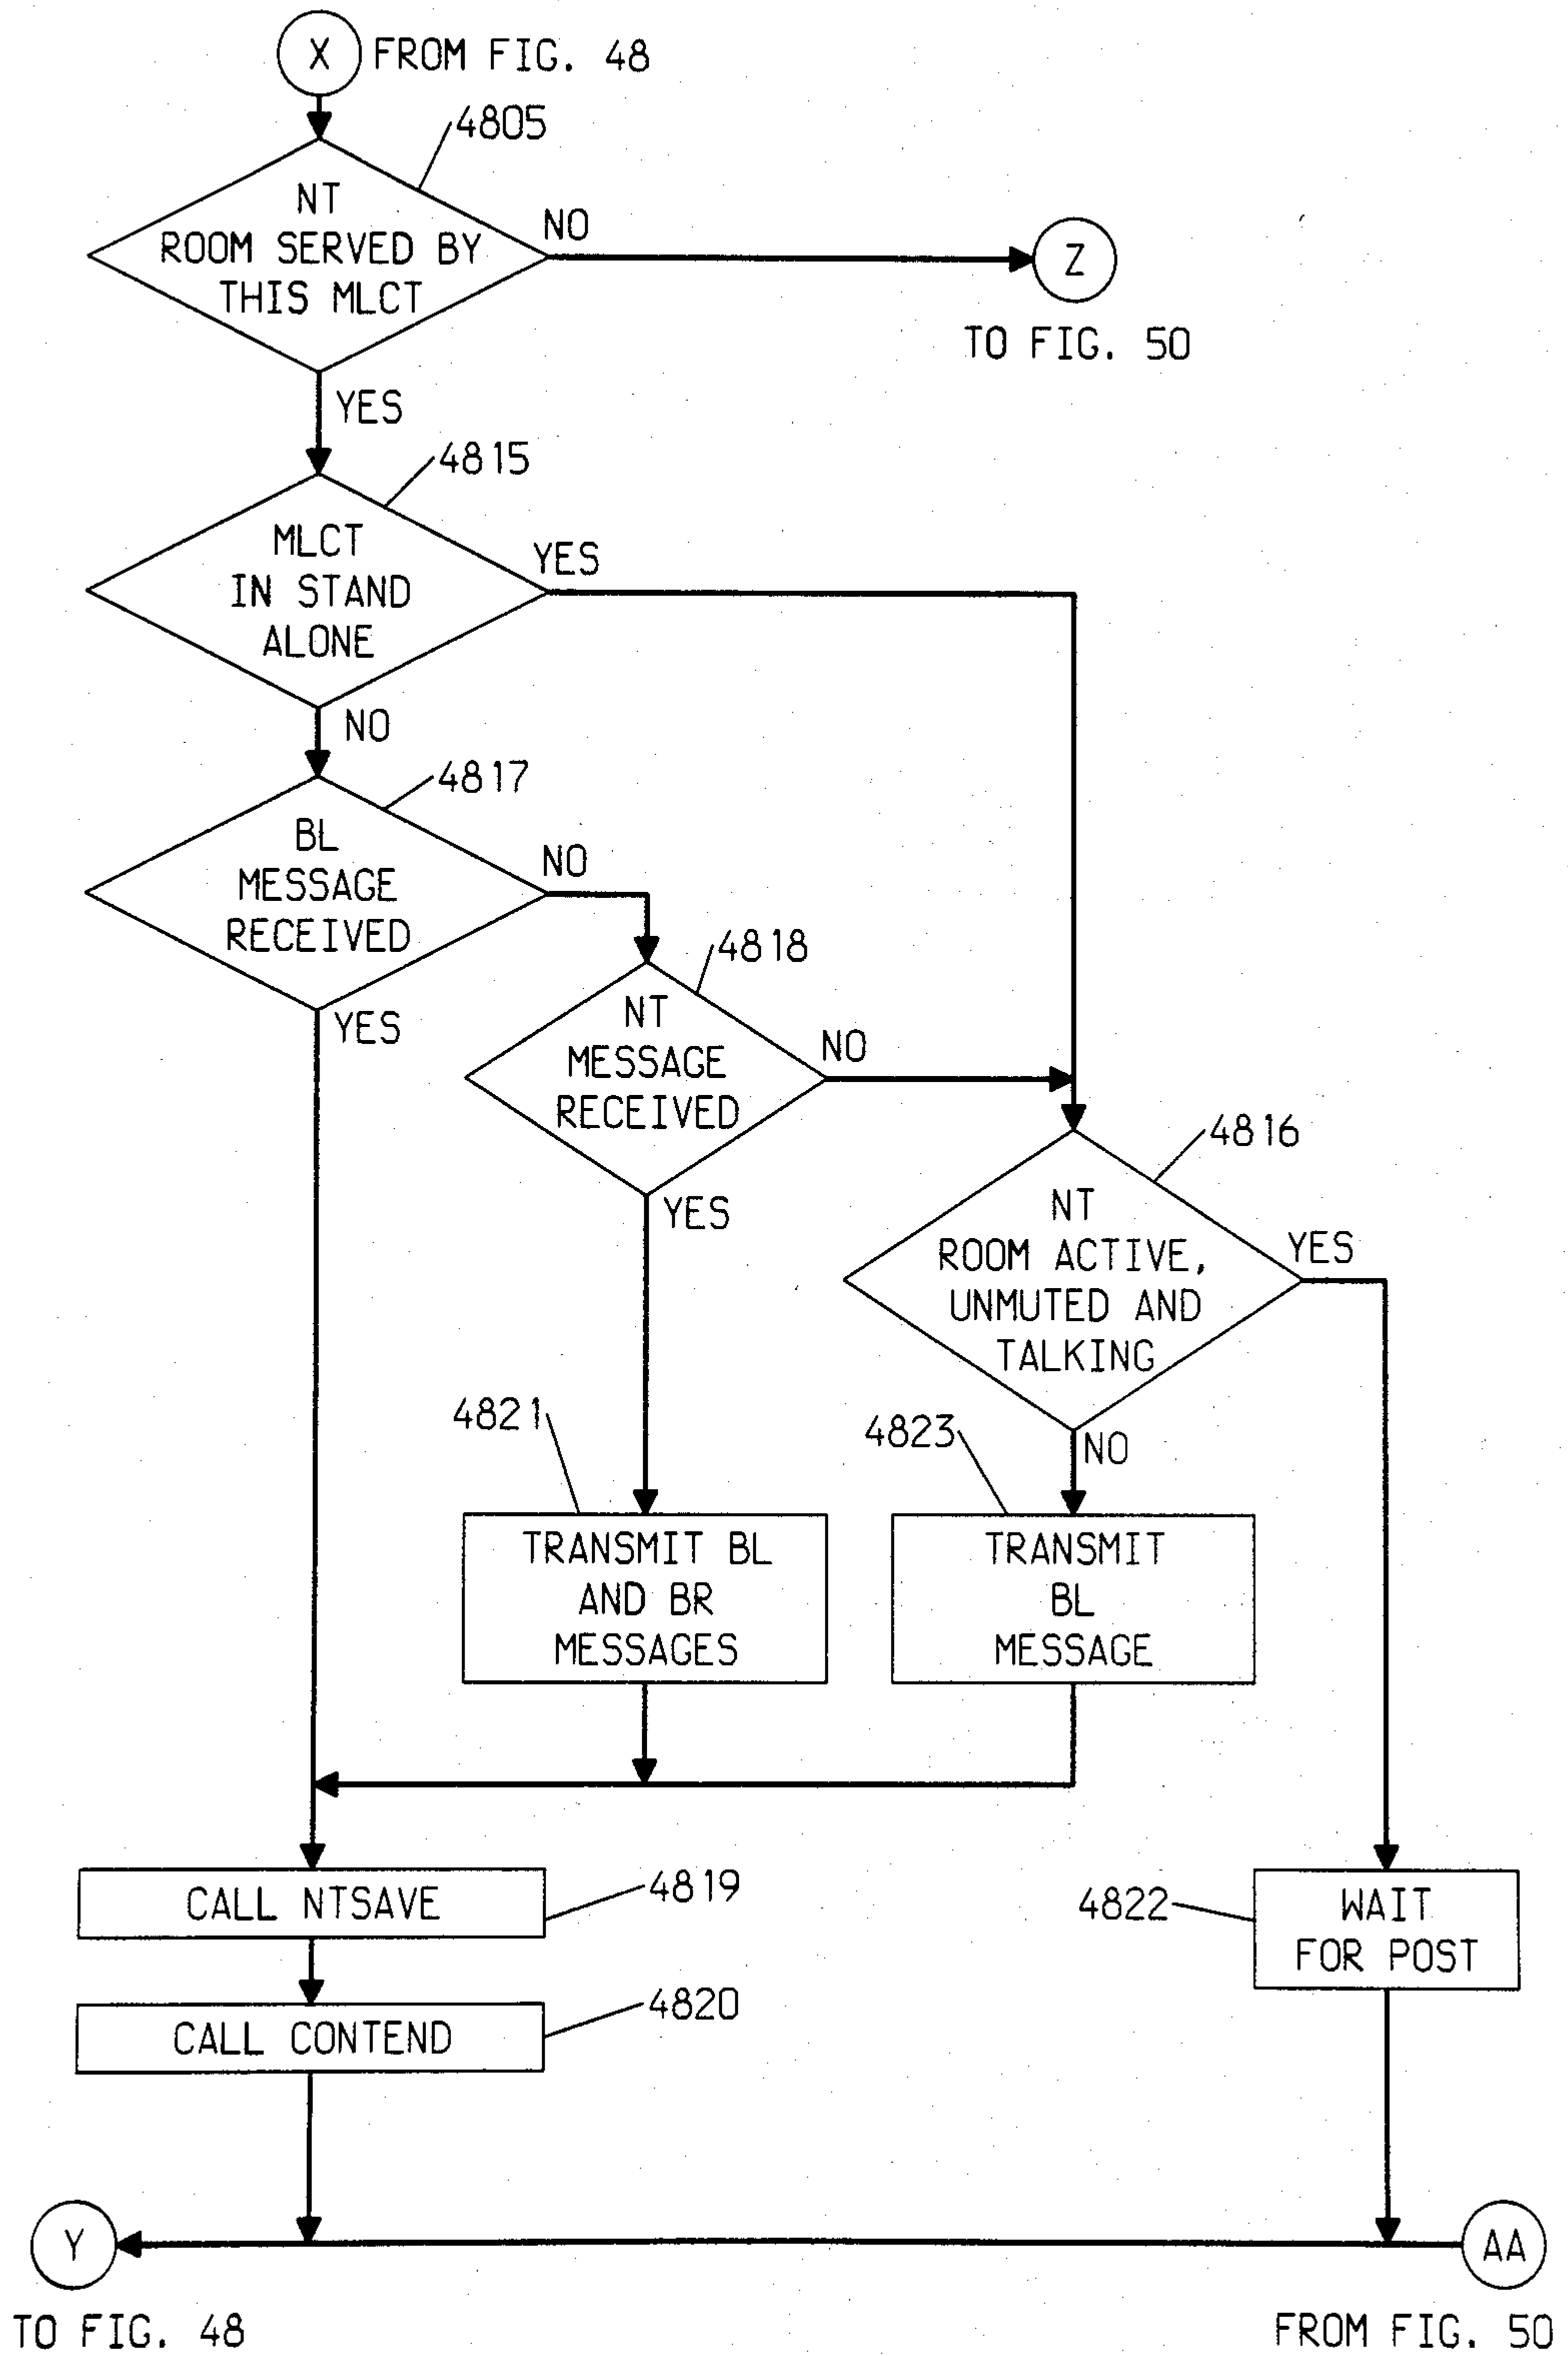 X FROM FIG. 48
4805
NT
ROOM SERVED BY
THIS MLCT
NO
Z
TO FIG. 50
YES
4815
MLCT
IN STAND
ALONE
YES
NO
4817
BL
MESSAGE
RECEIVED
NO
YES
4818
NT
MESSAGE
RECEIVED
NO
YES
4816
NT
ROOM ACTIVE,
UNMUTED AND
TALKING
YES
NO
4821
TRANSMIT BL
AND BR
MESSAGES
4823
TRANSMIT
BL
MESSAGE
CALL NTSAVE
4819
4822
WAIT
FOR POST
CALL CONTEND
4820
Y
AA
TO FIG. 48
FROM FIG. 50